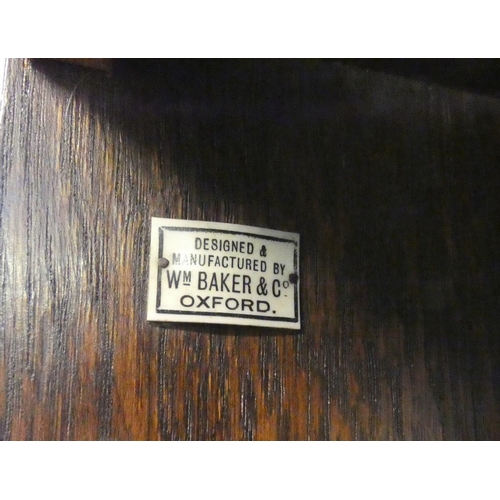 DESIGNED &
MANUFACTURED BY
WM BAKER & Co
OXFORD.